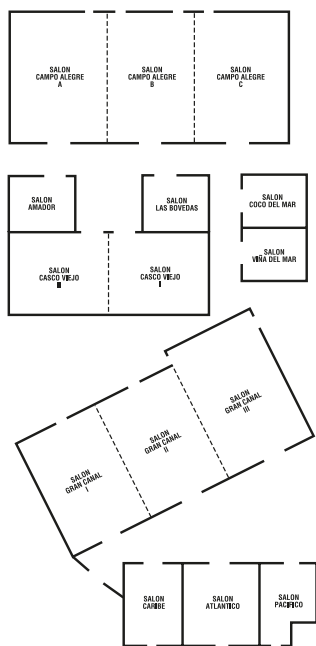 SALON
CAMPO ALEGRE
A
SALON
CAMPO ALEGRE
B
SALON
CAMPO ALEGRE
C
SALON
AMADOR
SALON
LAS BOVEDAS
SALON
COCO DEL MAR
SALON
VIÑA DEL MAR
SALON
CASCO VIEJO
II
SALON
CASCO VIEJO
I
SALON
GRAN CANAL
III
SALON
GRAN CANAL
II
SALON
GRAN CANAL
I
SALON
CARIBE
SALON
ATLANTICO
SALON
PACIFICO